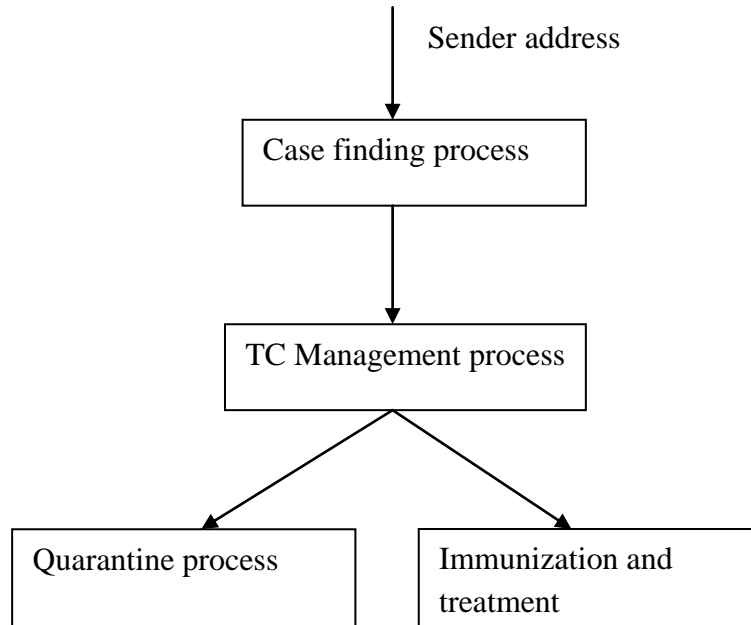 Sender address
Case finding process
TC Management process
Quarantine process
Immunization and
treatment